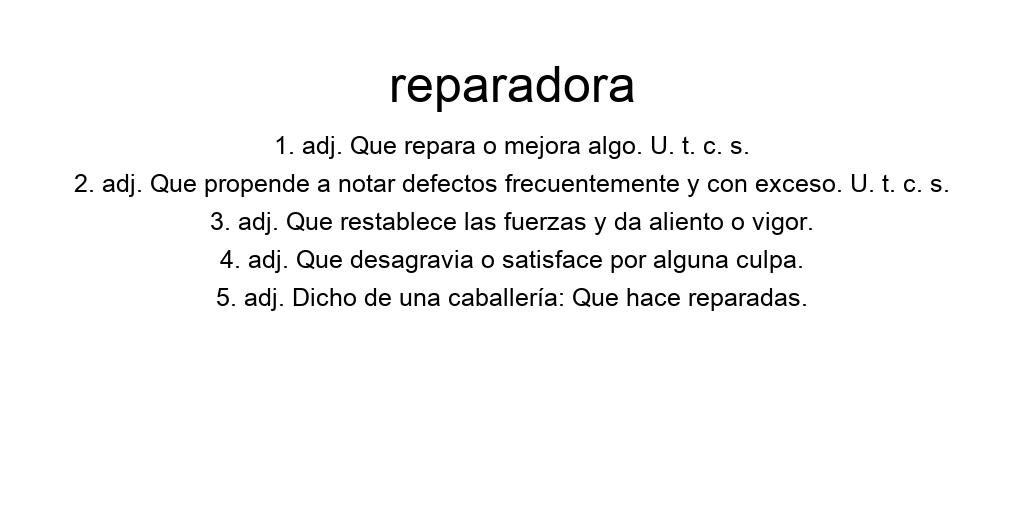 reparadora
1. adj. Que repara o mejora algo. U. t. c. s.
2. adj. Que propende a notar defectos frecuentemente y con exceso. U. t. c. s.
3. adj. Que restablece las fuerzas y da aliento o vigor.
4. adj. Que desagravia o satisface por alguna culpa.
5. adj. Dicho de una caballería: Que hace reparadas.